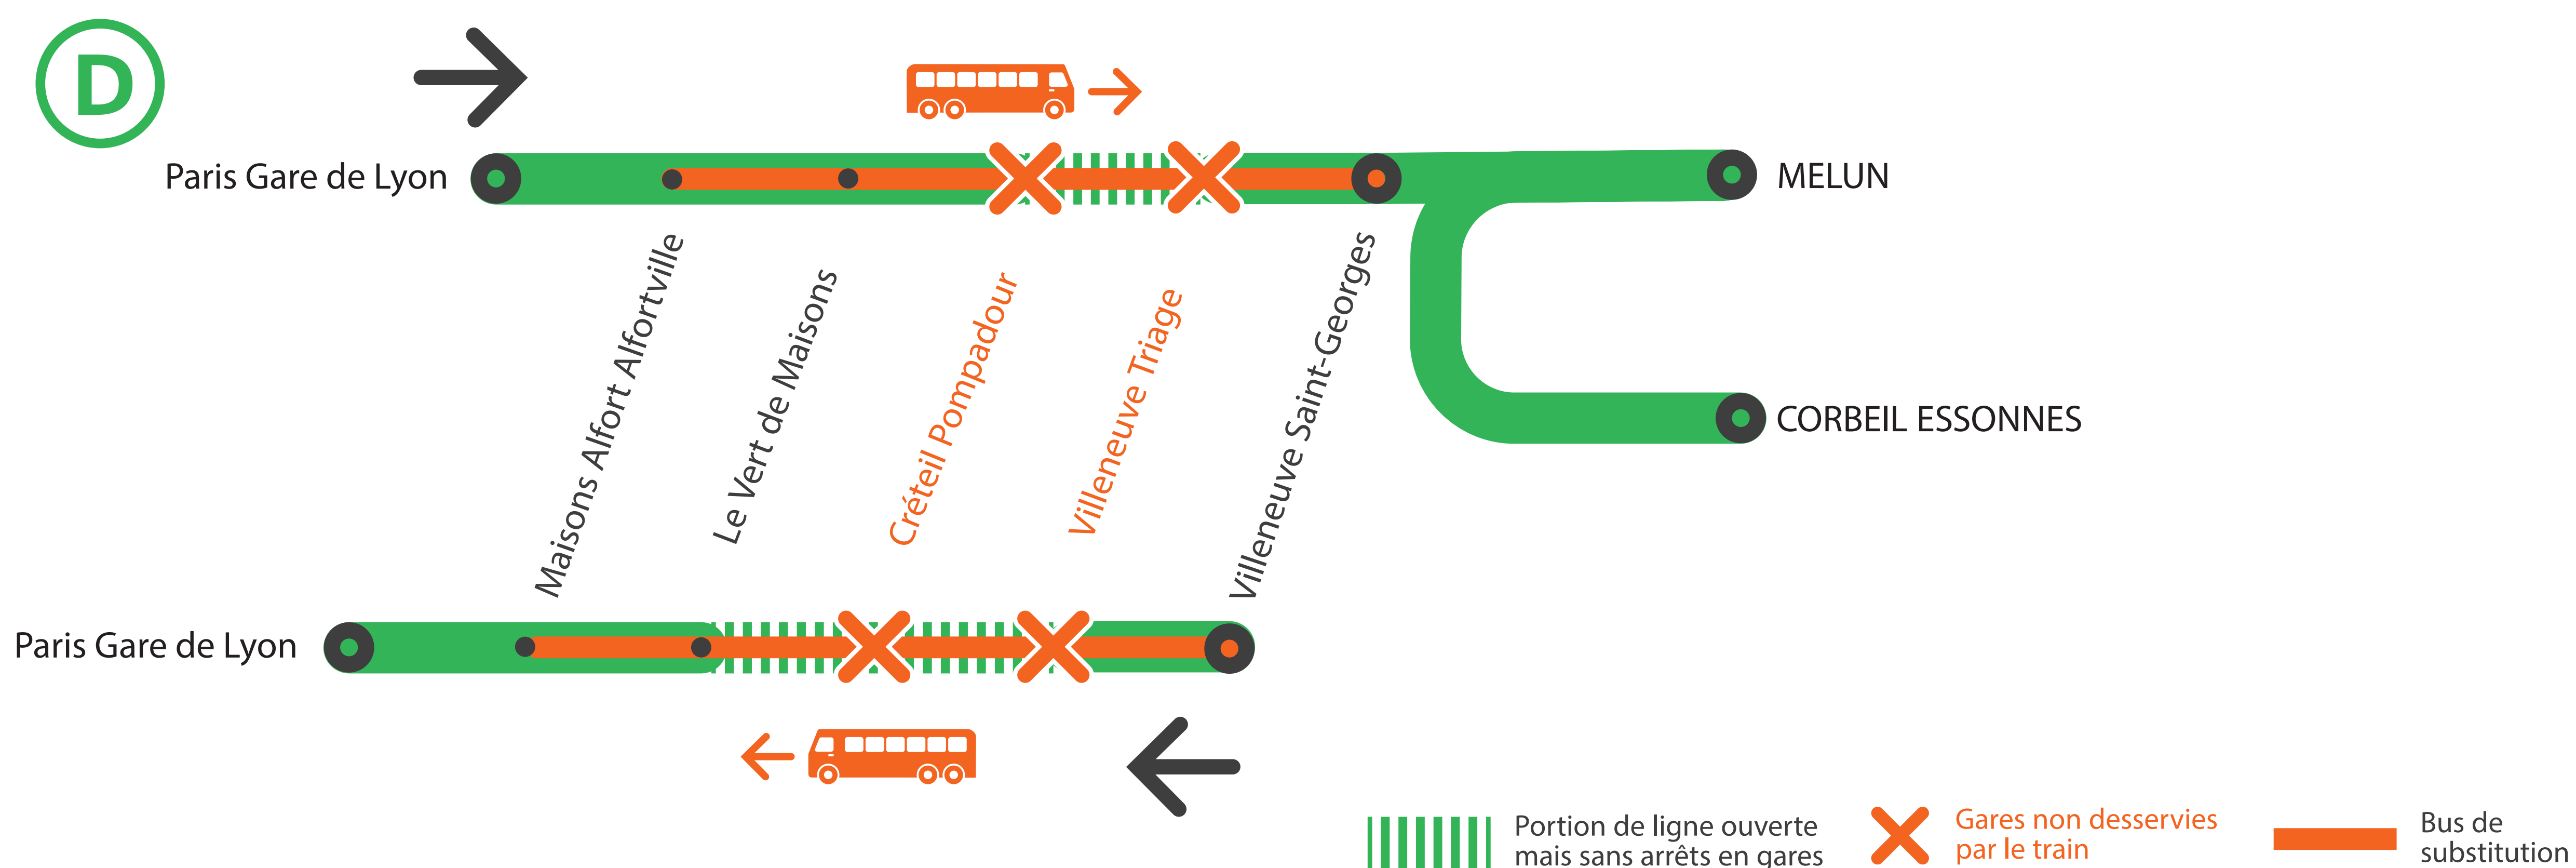 D
Paris Gare de Lyon
MELUN
CORBEIL ESSONNES
Maisons Alfort Alfortville
Le Vert de Maisons
Créteil Pompadour
Villeneuve Triage
Villeneuve Saint-Georges
Paris Gare de Lyon
Portion de ligne ouverte
mais sans arrêts en gares
Gares non desservies
par le train
Bus de
substitution